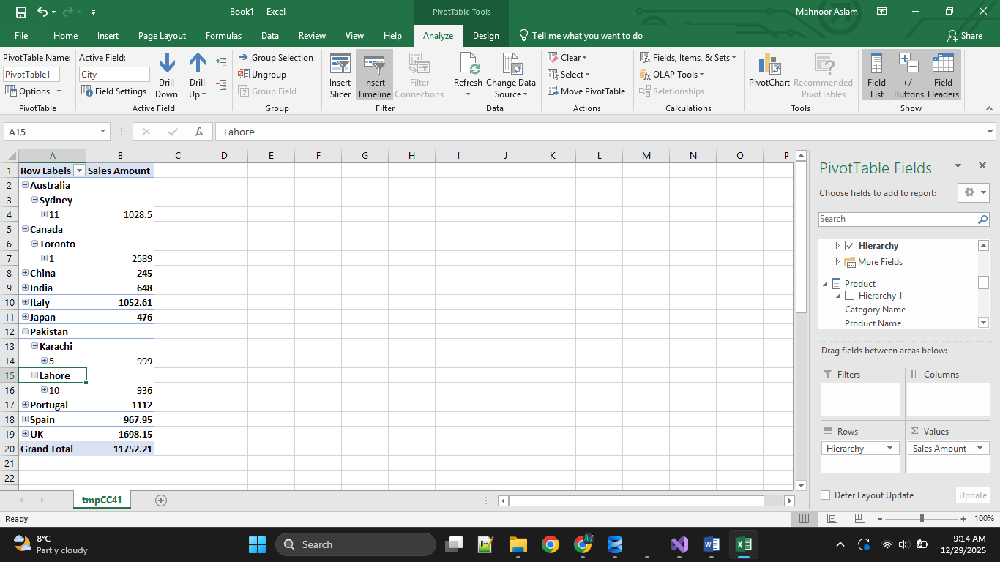 Book1 - Excel
PivotTable Tools
Mahnoor Aslam
File Home Insert Page Layout Formulas Data Review View Help Analyze Design Tell me what you want to do Share
PivotTable Name:
PivotTable1
Options
PivotTable
Active Field:
City
Field Settings
Drill Down
Drill Up
Active Field
Group Selection
Ungroup
Group Field
Group
Insert Slicer
Insert Timeline
Filter Connections
Filter
Refresh
Change Data Source
Data
Clear
Select
Move PivotTable
Actions
Fields, Items, & Sets
OLAP Tools
Relationships
Calculations
PivotChart
Recommended PivotTables
Tools
Field List
+/- Buttons
Field Headers
Show
A15
fx
Lahore
A B C D E F G H I J K L M N O P
1 Row Labels Sales Amount
2 Australia
3 Sydney
4 11 1028.5
5 Canada
6 Toronto
7 1 2589
8 China 245
9 India 648
10 Italy 1052.61
11 Japan 476
12 Pakistan
13 Karachi
14 5 999
15 Lahore
16 10 936
17 Portugal 1112
18 Spain 967.95
19 UK 1698.15
20 Grand Total 11752.21
21
22
PivotTable Fields
Choose fields to add to report:
Search
Hierarchy
More Fields
Product
Hierarchy 1
Category Name
Product Name
Drag fields between areas below:
Filters
Columns
Rows
Σ Values
Hierarchy
Sales Amount
Defer Layout Update
Update
tmpCC41
Ready
100%
8°C
Partly cloudy
Search
9:14 AM
12/29/2025